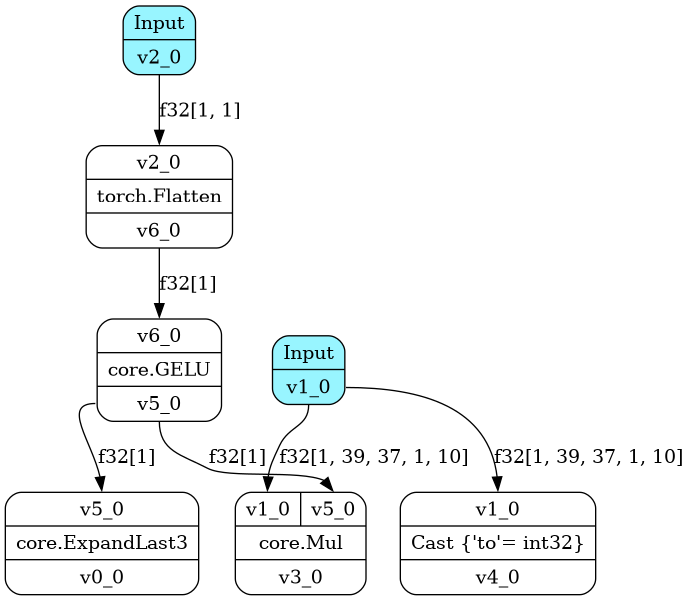 Input
v2_0
f32[1, 1]
v2_0
torch.Flatten
v6_0
f32[1]
v6_0
core.GELU
v5_0
Input
v1_0
f32[1]
f32[1]
f32[1, 39, 37, 1, 10]
f32[1, 39, 37, 1, 10]
v5_0
core.ExpandLast3
v0_0
v1_0
v5_0
core.Mul
v3_0
v1_0
Cast {'to'= int32}
v4_0